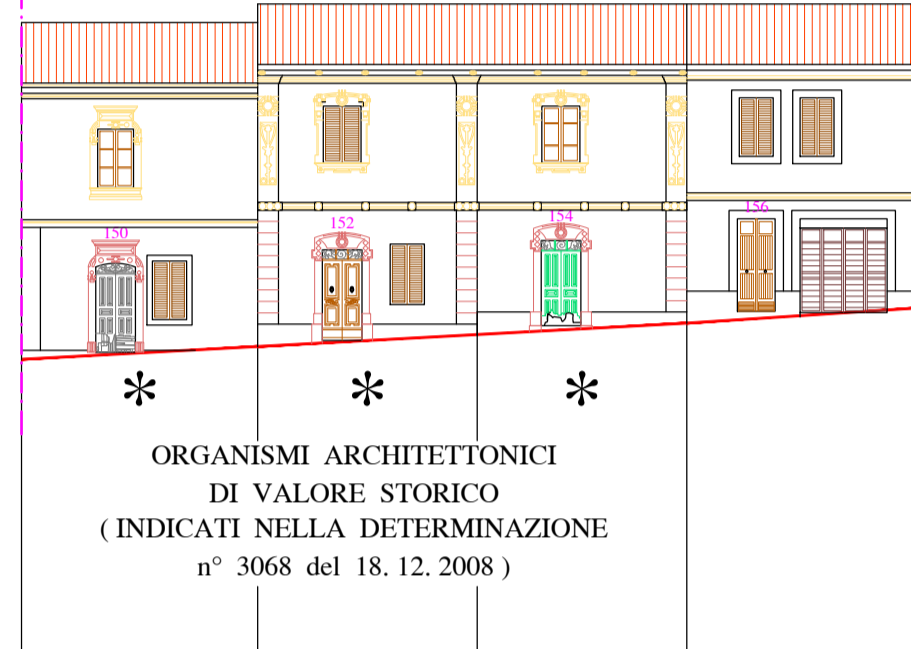 150
152
154
156
* * *
ORGANISMI ARCHITETTONICI
DI VALORE STORICO
( INDICATI NELLA DETERMINAZIONE
n° 3068 del 18. 12. 2008 )